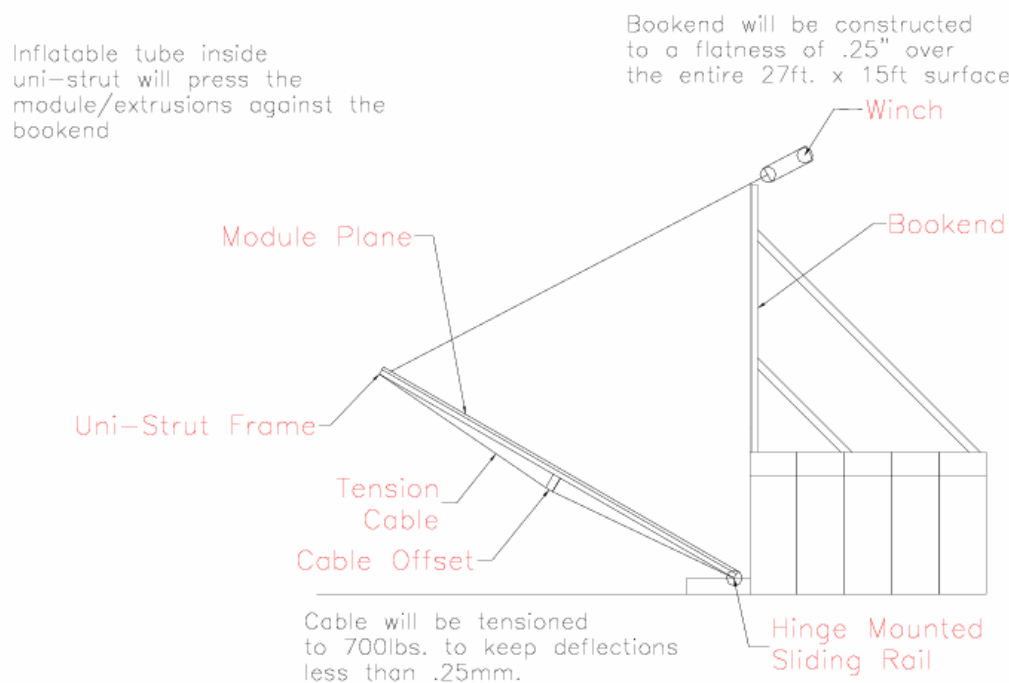 Inflatable tube inside
uni-strut will press the
module/extrusions against the
bookend
Bookend will be constructed
to a flatness of .25" over
the entire 27ft. x 15ft surface
Winch
Module Plane
Bookend
Uni-Strut Frame
Tension
Cable
Cable Offset
Cable will be tensioned
to 700lbs. to keep deflections
less than .25mm.
Hinge Mounted
Sliding Rail